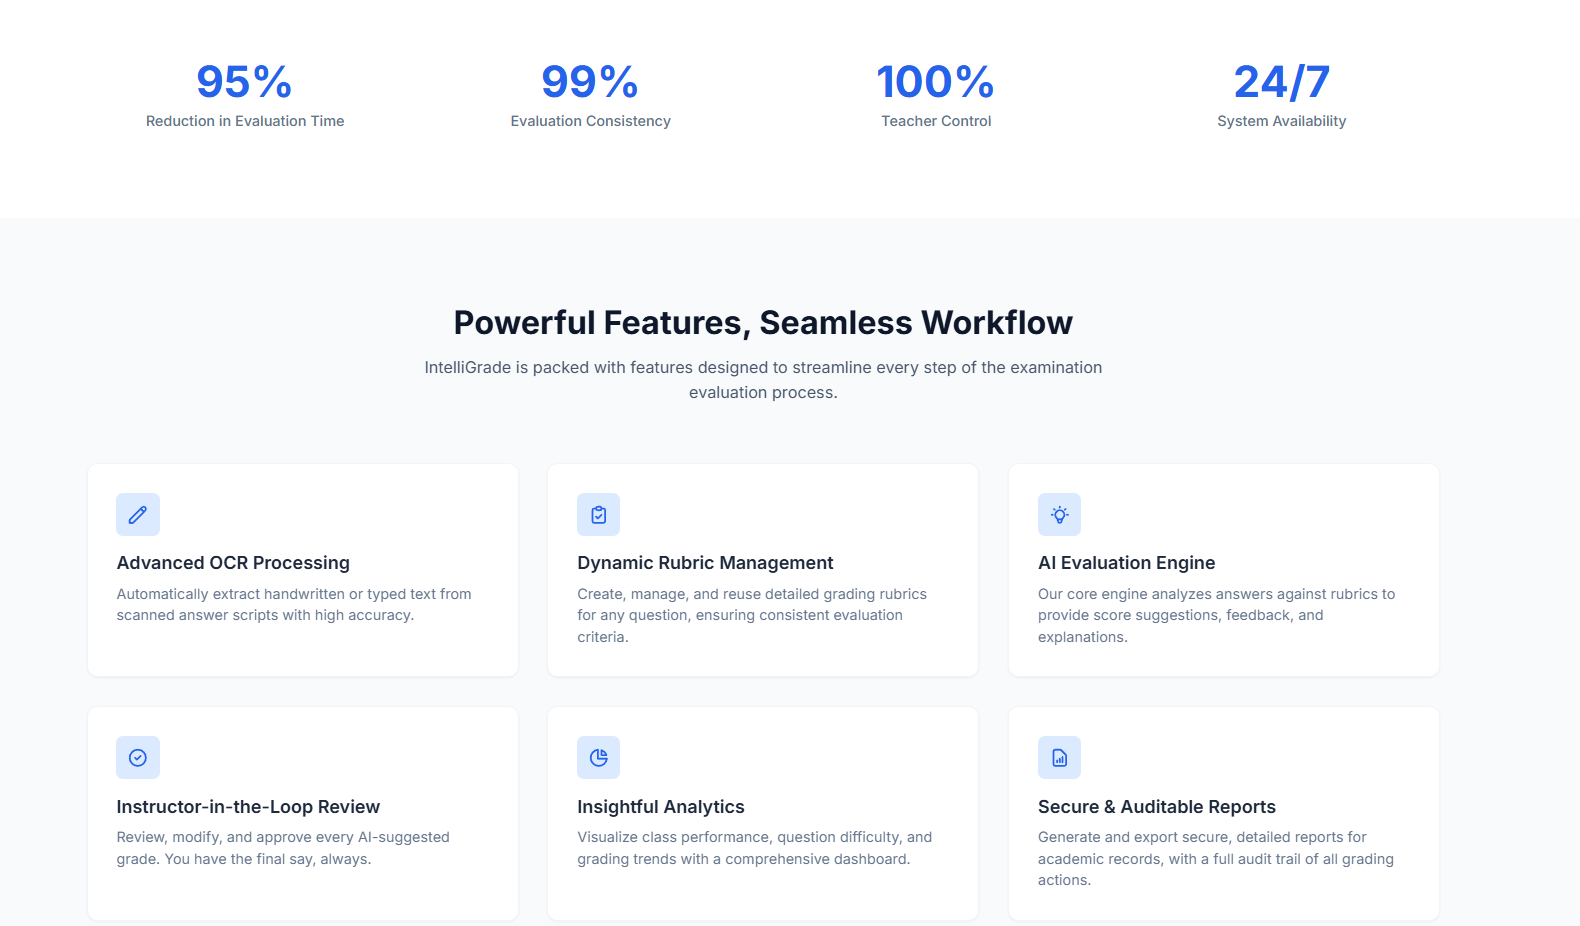 95%
Reduction in Evaluation Time
99%
Evaluation Consistency
100%
Teacher Control
24/7
System Availability
Powerful Features, Seamless Workflow
IntelliGrade is packed with features designed to streamline every step of the examination
evaluation process.
Advanced OCR Processing
Automatically extract handwritten or typed text from
scanned answer scripts with high accuracy.
Dynamic Rubric Management
Create, manage, and reuse detailed grading rubrics
for any question, ensuring consistent evaluation
criteria.
AI Evaluation Engine
Our core engine analyzes answers against rubrics to
provide score suggestions, feedback, and
explanations.
Instructor-in-the-Loop Review
Review, modify, and approve every AI-suggested
grade. You have the final say, always.
Insightful Analytics
Visualize class performance, question difficulty, and
grading trends with a comprehensive dashboard.
Secure & Auditable Reports
Generate and export secure, detailed reports for
academic records, with a full audit trail of all grading
actions.